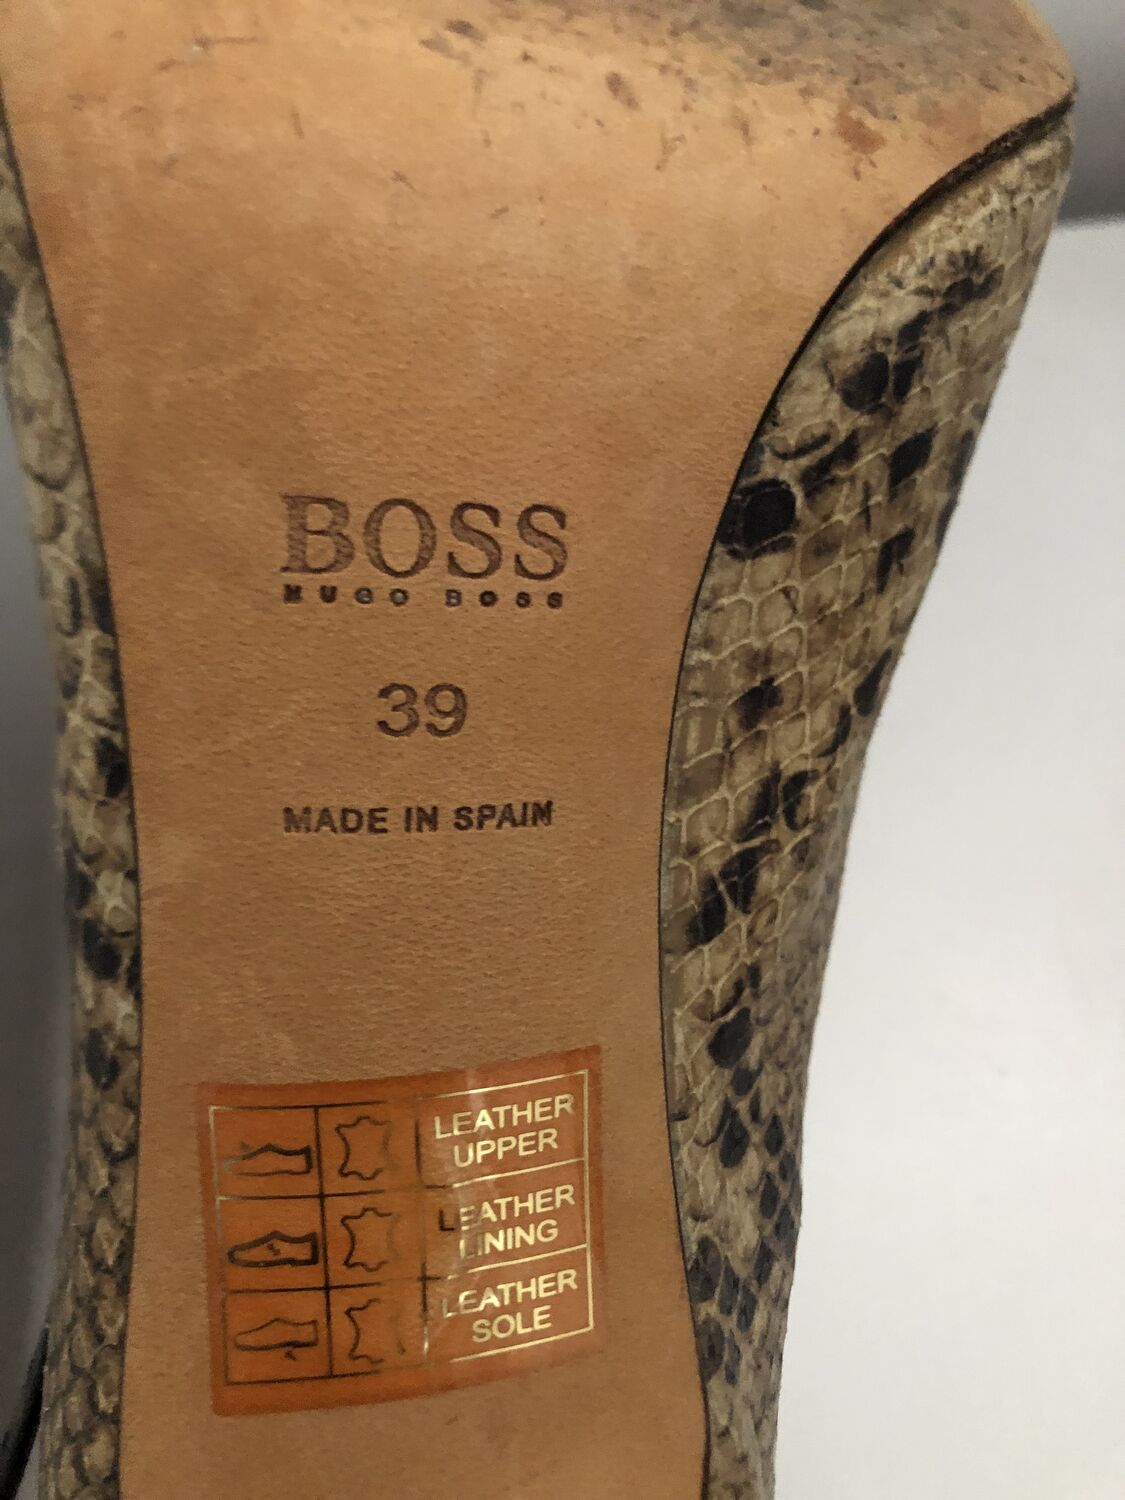 BOSS
HUGO BOSS
39
MADE IN SPAIN
LEATHER
UPPER
LEATHER
LINING
LEATHER
SOLE